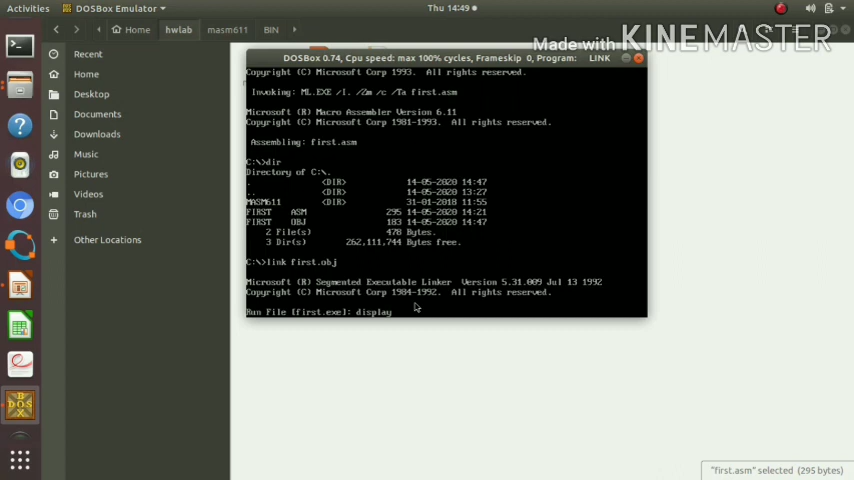 Activities
DOSBox Emulator
Thu 14:49
Home
hwlab
masm611
BIN
Made with KINEMASTER
Recent
Home
Desktop
Documents
Downloads
Music
Pictures
Videos
Trash
Other Locations
DOSBox 0.74, Cpu speed: max 100% cycles, Frameskip 0, Program: LINK
Copyright (C) Microsoft Corp 1993. All rights reserved.
Invoking: ML.EXE /I. /Zm /c /Ta first.asm
Microsoft (R) Macro Assembler Version 6.11
Copyright (C) Microsoft Corp 1981-1993. All rights reserved.
Assembling: first.asm
C:\>dir
Directory of C:\.
. <DIR> 14-05-2020 14:47
.. <DIR> 14-05-2020 13:27
MASM611 <DIR> 31-01-2018 11:55
FIRST ASM 295 14-05-2020 14:21
FIRST OBJ 183 14-05-2020 14:47
2 File(s) 478 Bytes.
3 Dir(s) 262,111,744 Bytes free.
C:\>link first.obj
Microsoft (R) Segmented Executable Linker Version 5.31.009 Jul 13 1992
Copyright (C) Microsoft Corp 1984-1992. All rights reserved.
Run File [first.exe]: display
DOS
BOX
"first.asm" selected (295 bytes)